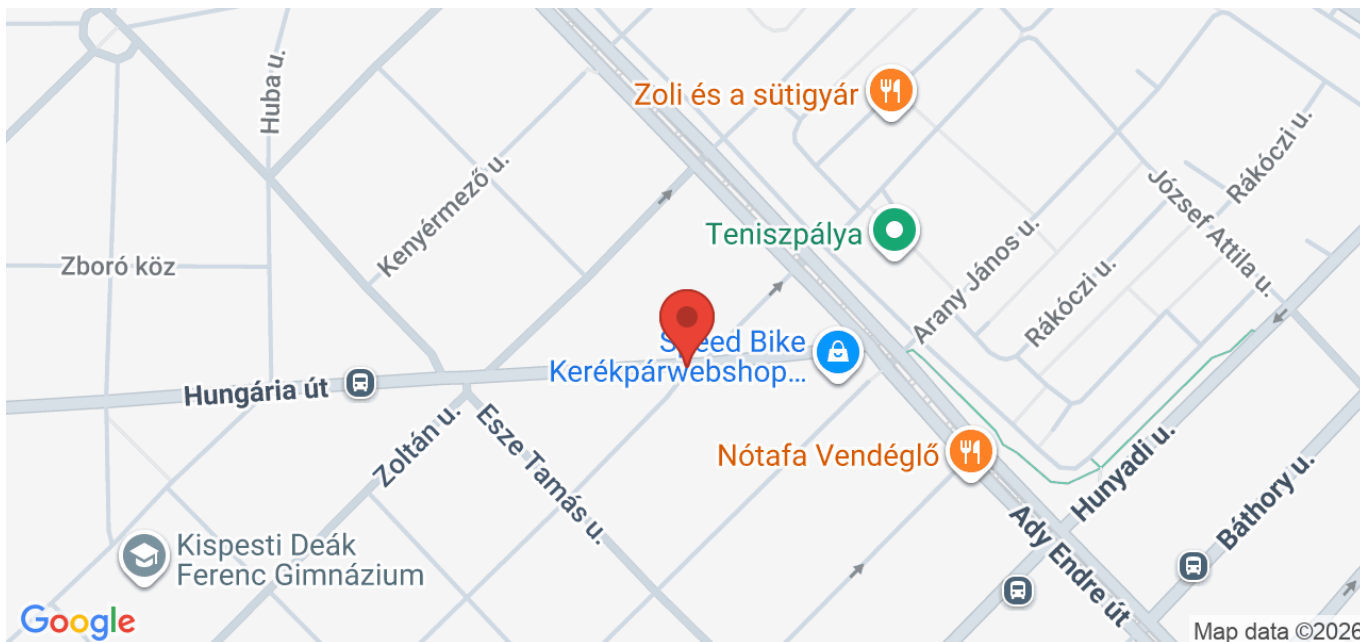 Huba u.
Zoli és a sütigyár
Kenyérmező u.
Rákóczi u.
József Attila u.
Teniszpálya
Zboró köz
Arany János u.
Rákóczi u.
Speed Bike
Kerékpárwebshop...
Hungária út
Zoltán u.
Esze Tamás u.
Nótafa Vendéglő
Hunyadi u.
Báthory u.
Ady Endre út
Kispesti Deák
Ferenc Gimnázium
Google
Map data ©2026